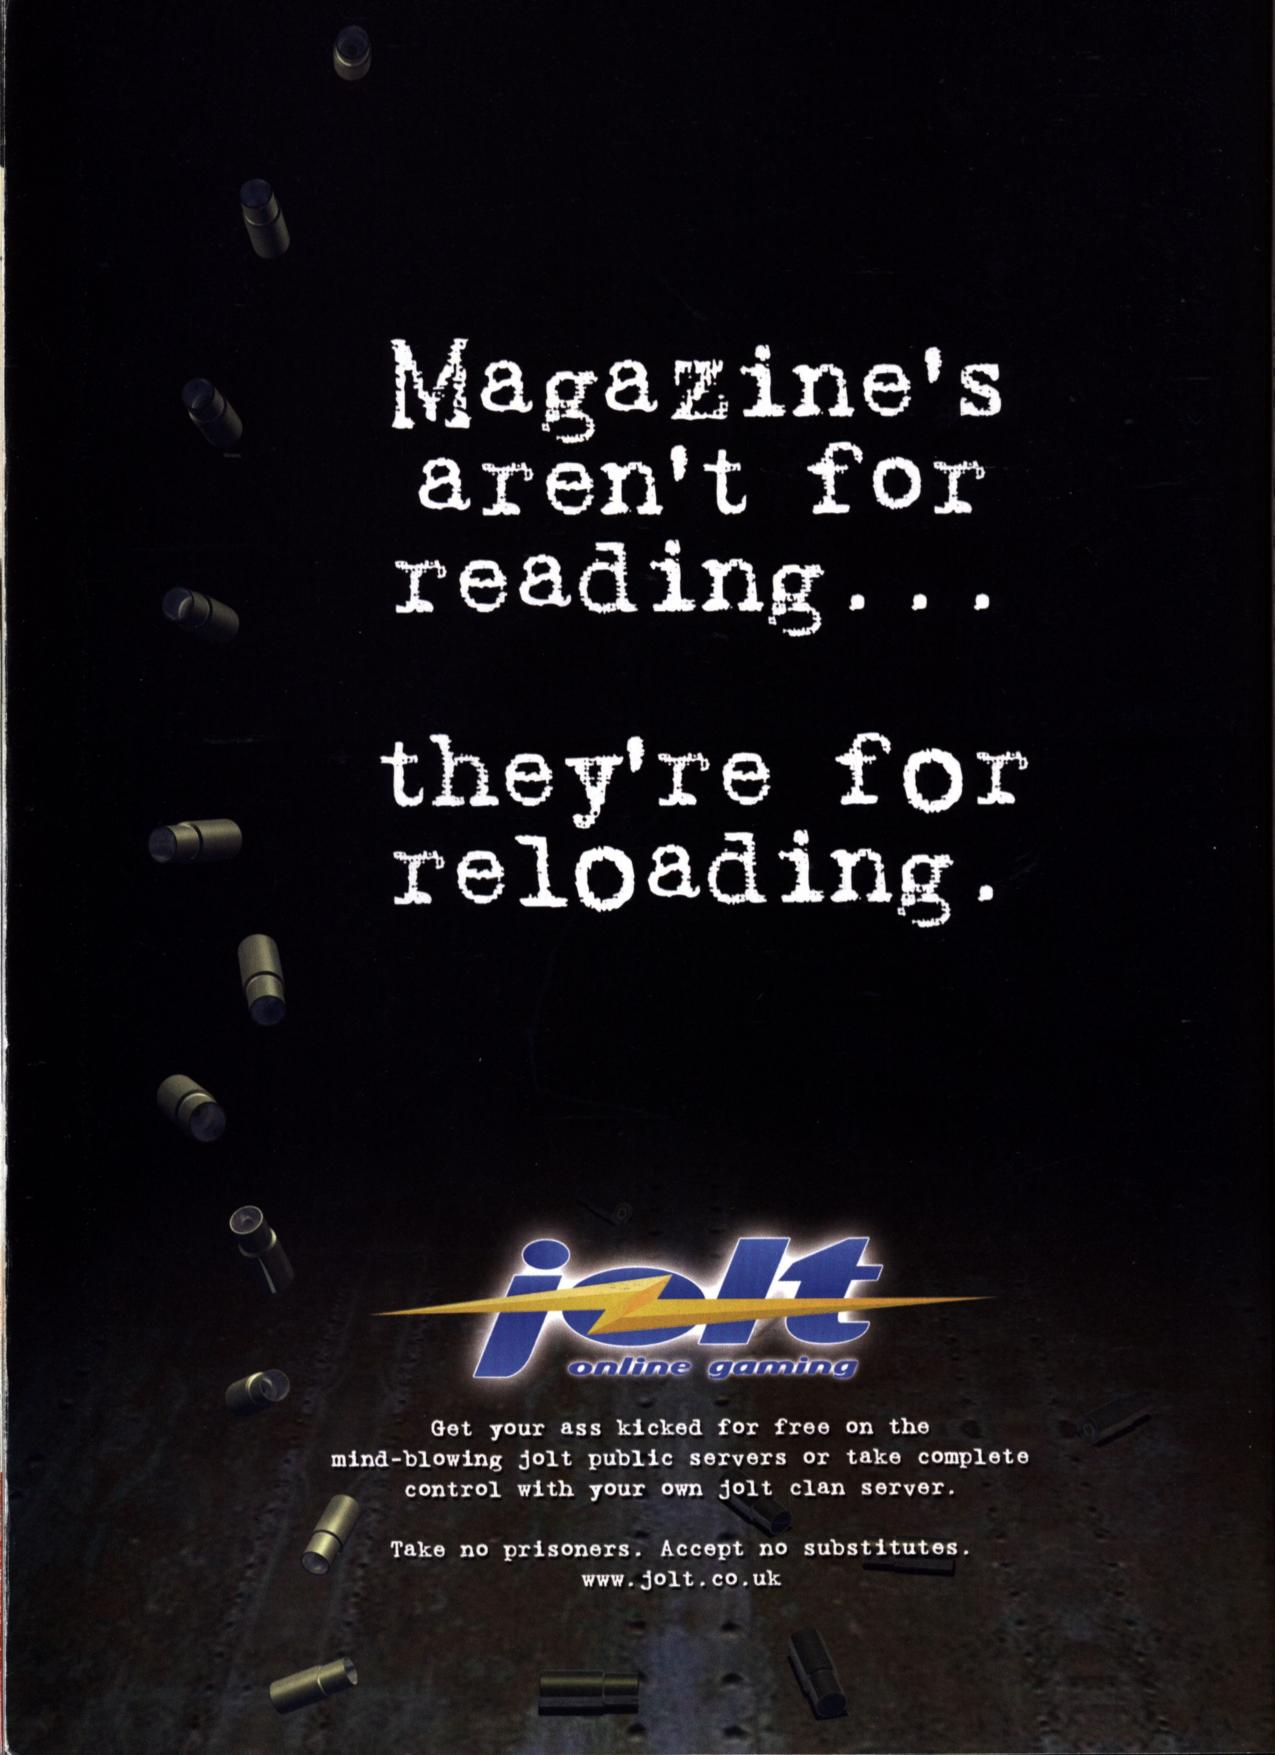 Magazine's
aren't for
reading...
they're for
reloading.
jolt
online gaming
Get your ass kicked for free on the
mind-blowing jolt public servers or take complete
control with your own jolt clan server.
Take no prisoners. Accept no substitutes.
www.jolt.co.uk